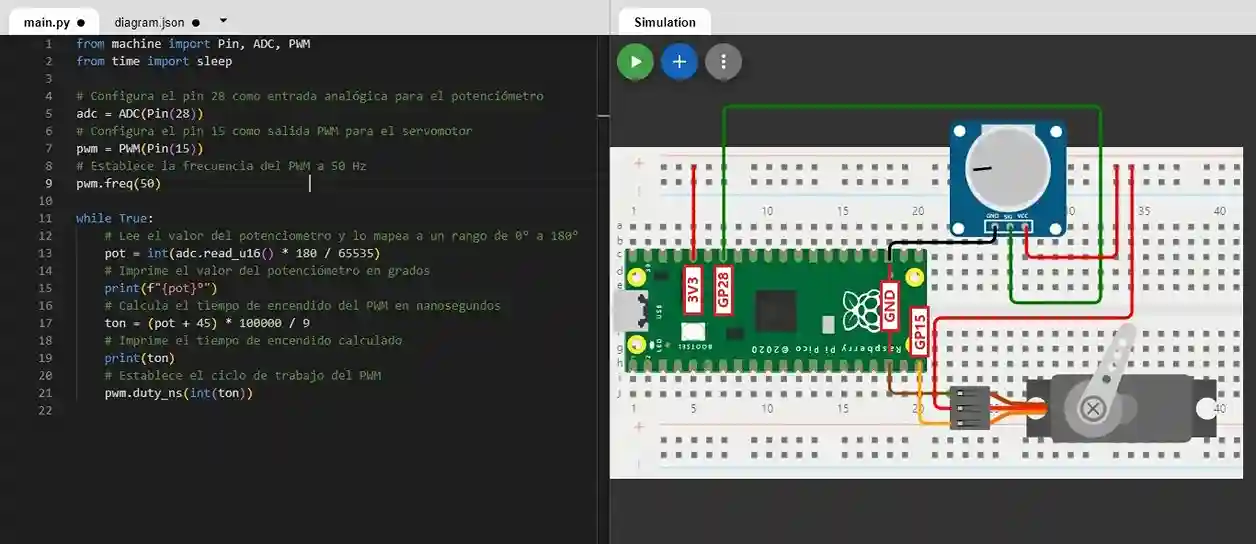 main.py ●
diagram.json ●
Simulation
1 from machine import Pin, ADC, PWM
2 from time import sleep
3
4 # Configura el pin 28 como entrada analógica para el potenciómetro
5 adc = ADC(Pin(28))
6 # Configura el pin 15 como salida PWM para el servomotor
7 pwm = PWM(Pin(15))
8 # Establece la frecuencia del PWM a 50 Hz
9 pwm.freq(50)
10
11 while True:
12 # Lee el valor del potenciometro y lo mapea a un rango de 0° a 180°
13 pot = int(adc.read_u16() * 180 / 65535)
14 # Imprime el valor del potenciómetro en grados
15 print(f"{pot}°")
16 # Calcula el tiempo de encendido del PWM en nanosegundos
17 ton = (pot + 45) * 100000 / 9
18 # Imprime el tiempo de encendido calculado
19 print(ton)
20 # Establece el ciclo de trabajo del PWM
21 pwm.duty_ns(int(ton))
22
GND SIG VCC
10 15 20 30 35 40
a
b
c
d
3V3
GP28
GND
GP15
USB
LED
BOOTSEL
Raspberry Pi Pico ©2020
1 5 10 15 20 40